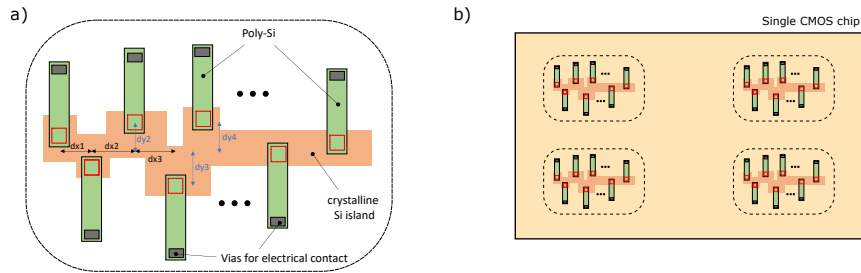 a)
Poly-Si
dx1
dx2
dy2
dx3
dy4
dy3
crystalline
Si island
Vias for electrical contact
b)
Single CMOS chip